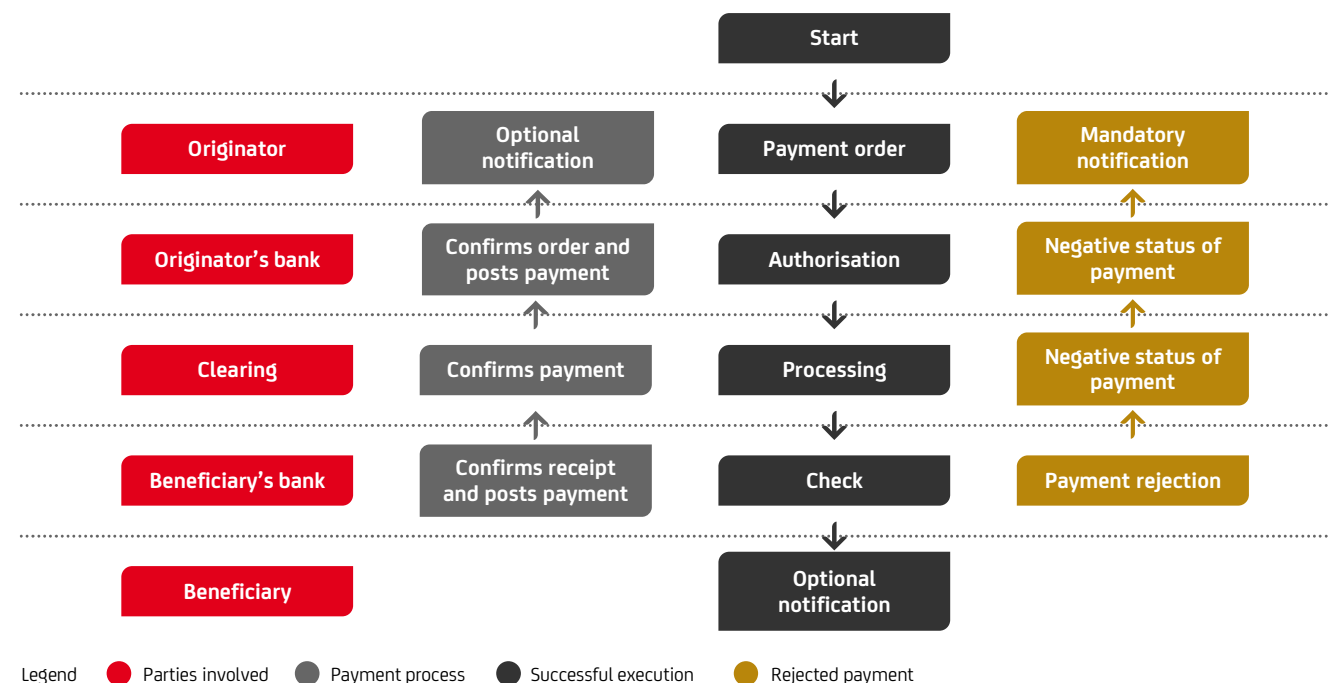 Start
Originator
Optional
notification
Payment order
Mandatory
notification
Originator’s bank
Confirms order and
posts payment
Authorisation
Negative status of
payment
Clearing
Confirms payment
Processing
Negative status of
payment
Beneficiary’s bank
Confirms receipt
and posts payment
Check
Payment rejection
Beneficiary
Optional
notification
Legend Parties involved Payment process Successful execution Rejected payment